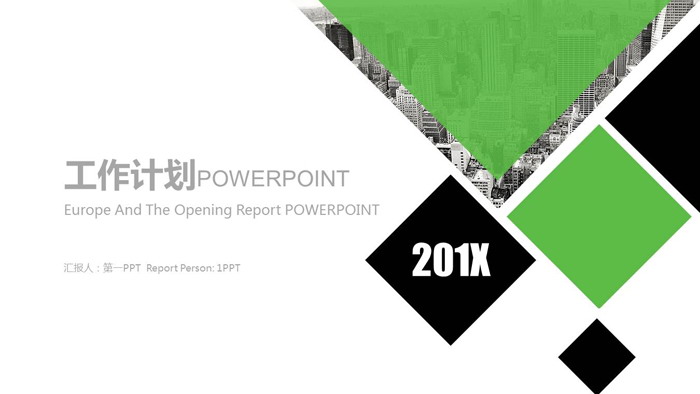 工作计划POWERPOINT
Europe And The Opening Report POWERPOINT
汇报人：第一PPT Report Person: 1PPT
201X